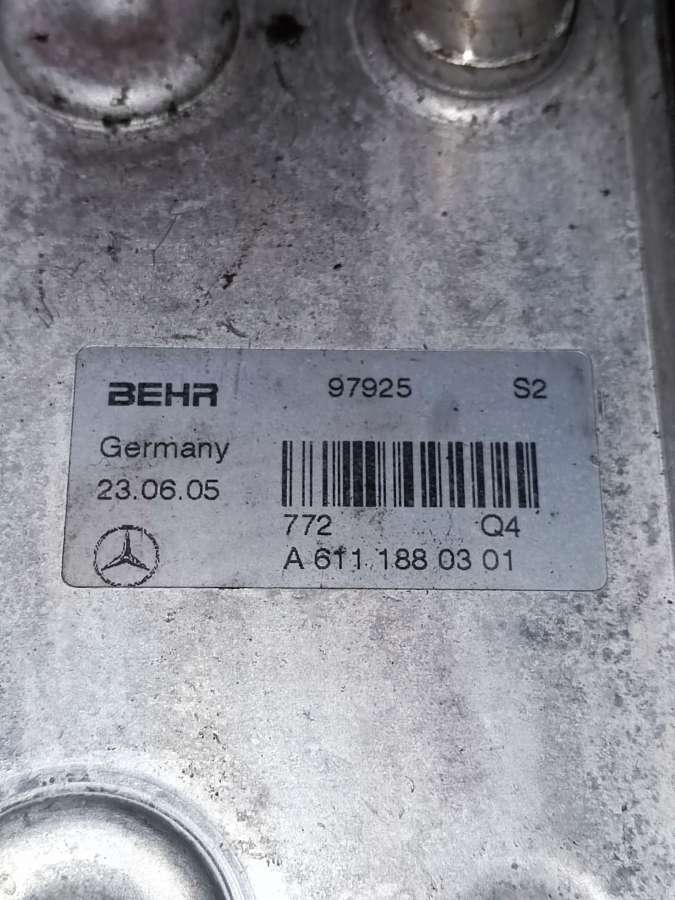 BEHR 97925 S2
Germany
23.06.05
772 Q4
A 611 188 03 01